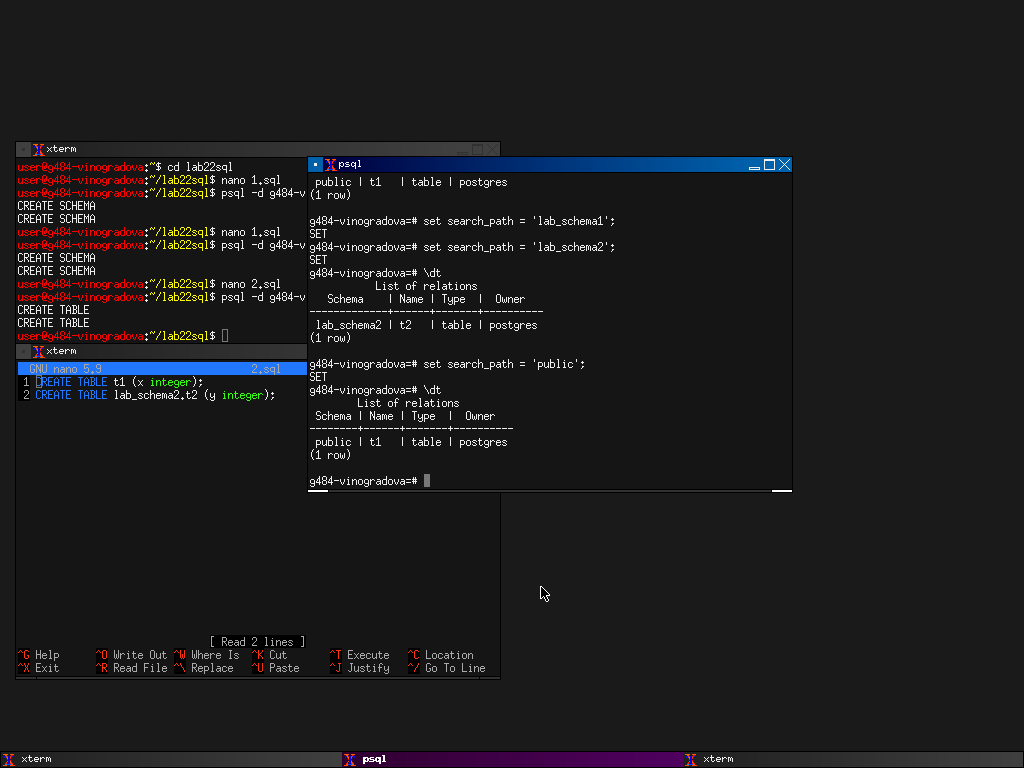 xterm
user@g484-vinogradova:~$ cd lab22sql
user@g484-vinogradova:~/lab22sql$ nano 1.sql
user@g484-vinogradova:~/lab22sql$ psql -d g484-v
CREATE SCHEMA
CREATE SCHEMA
user@g484-vinogradova:~/lab22sql$ nano 1.sql
user@g484-vinogradova:~/lab22sql$ psql -d g484-v
CREATE SCHEMA
CREATE SCHEMA
user@g484-vinogradova:~/lab22sql$ nano 2.sql
user@g484-vinogradova:~/lab22sql$ psql -d g484-v
CREATE TABLE
CREATE TABLE
user@g484-vinogradova:~/lab22sql$
psql
 public | t1   | table | postgres
(1 row)
g484-vinogradova=# set search_path = 'lab_schema1';
SET
g484-vinogradova=# set search_path = 'lab_schema2';
SET
g484-vinogradova=# \dt
           List of relations
   Schema    | Name | Type  |  Owner
-------------+------+-------+----------
 lab_schema2 | t2   | table | postgres
(1 row)
g484-vinogradova=# set search_path = 'public';
SET
g484-vinogradova=# \dt
        List of relations
 Schema | Name | Type  |  Owner
--------+------+-------+----------
 public | t1   | table | postgres
(1 row)
g484-vinogradova=#
xterm
GNU nano 5.9 2.sql
1 CREATE TABLE t1 (x integer);
2 CREATE TABLE lab_schema2.t2 (y integer);
[ Read 2 lines ]
^G Help ^O Write Out ^W Where Is ^K Cut ^T Execute ^C Location
^X Exit ^R Read File ^\ Replace ^U Paste ^J Justify ^/ Go To Line
xterm psql xterm